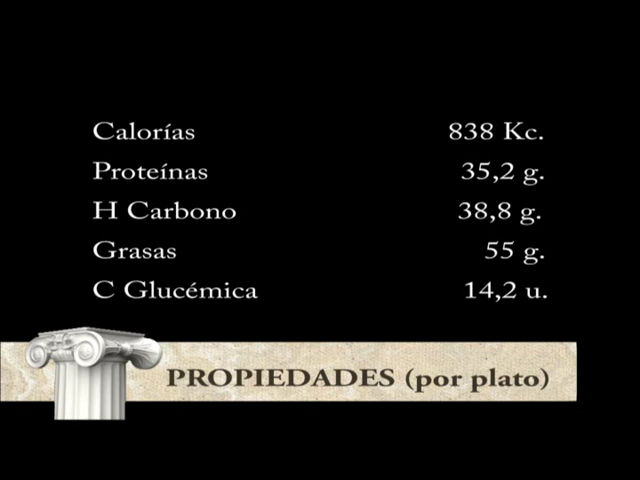 Calorías 838 Kc.
Proteínas 35,2 g.
H Carbono 38,8 g.
Grasas 55 g.
C Glucémica 14,2 u.
PROPIEDADES (por plato)